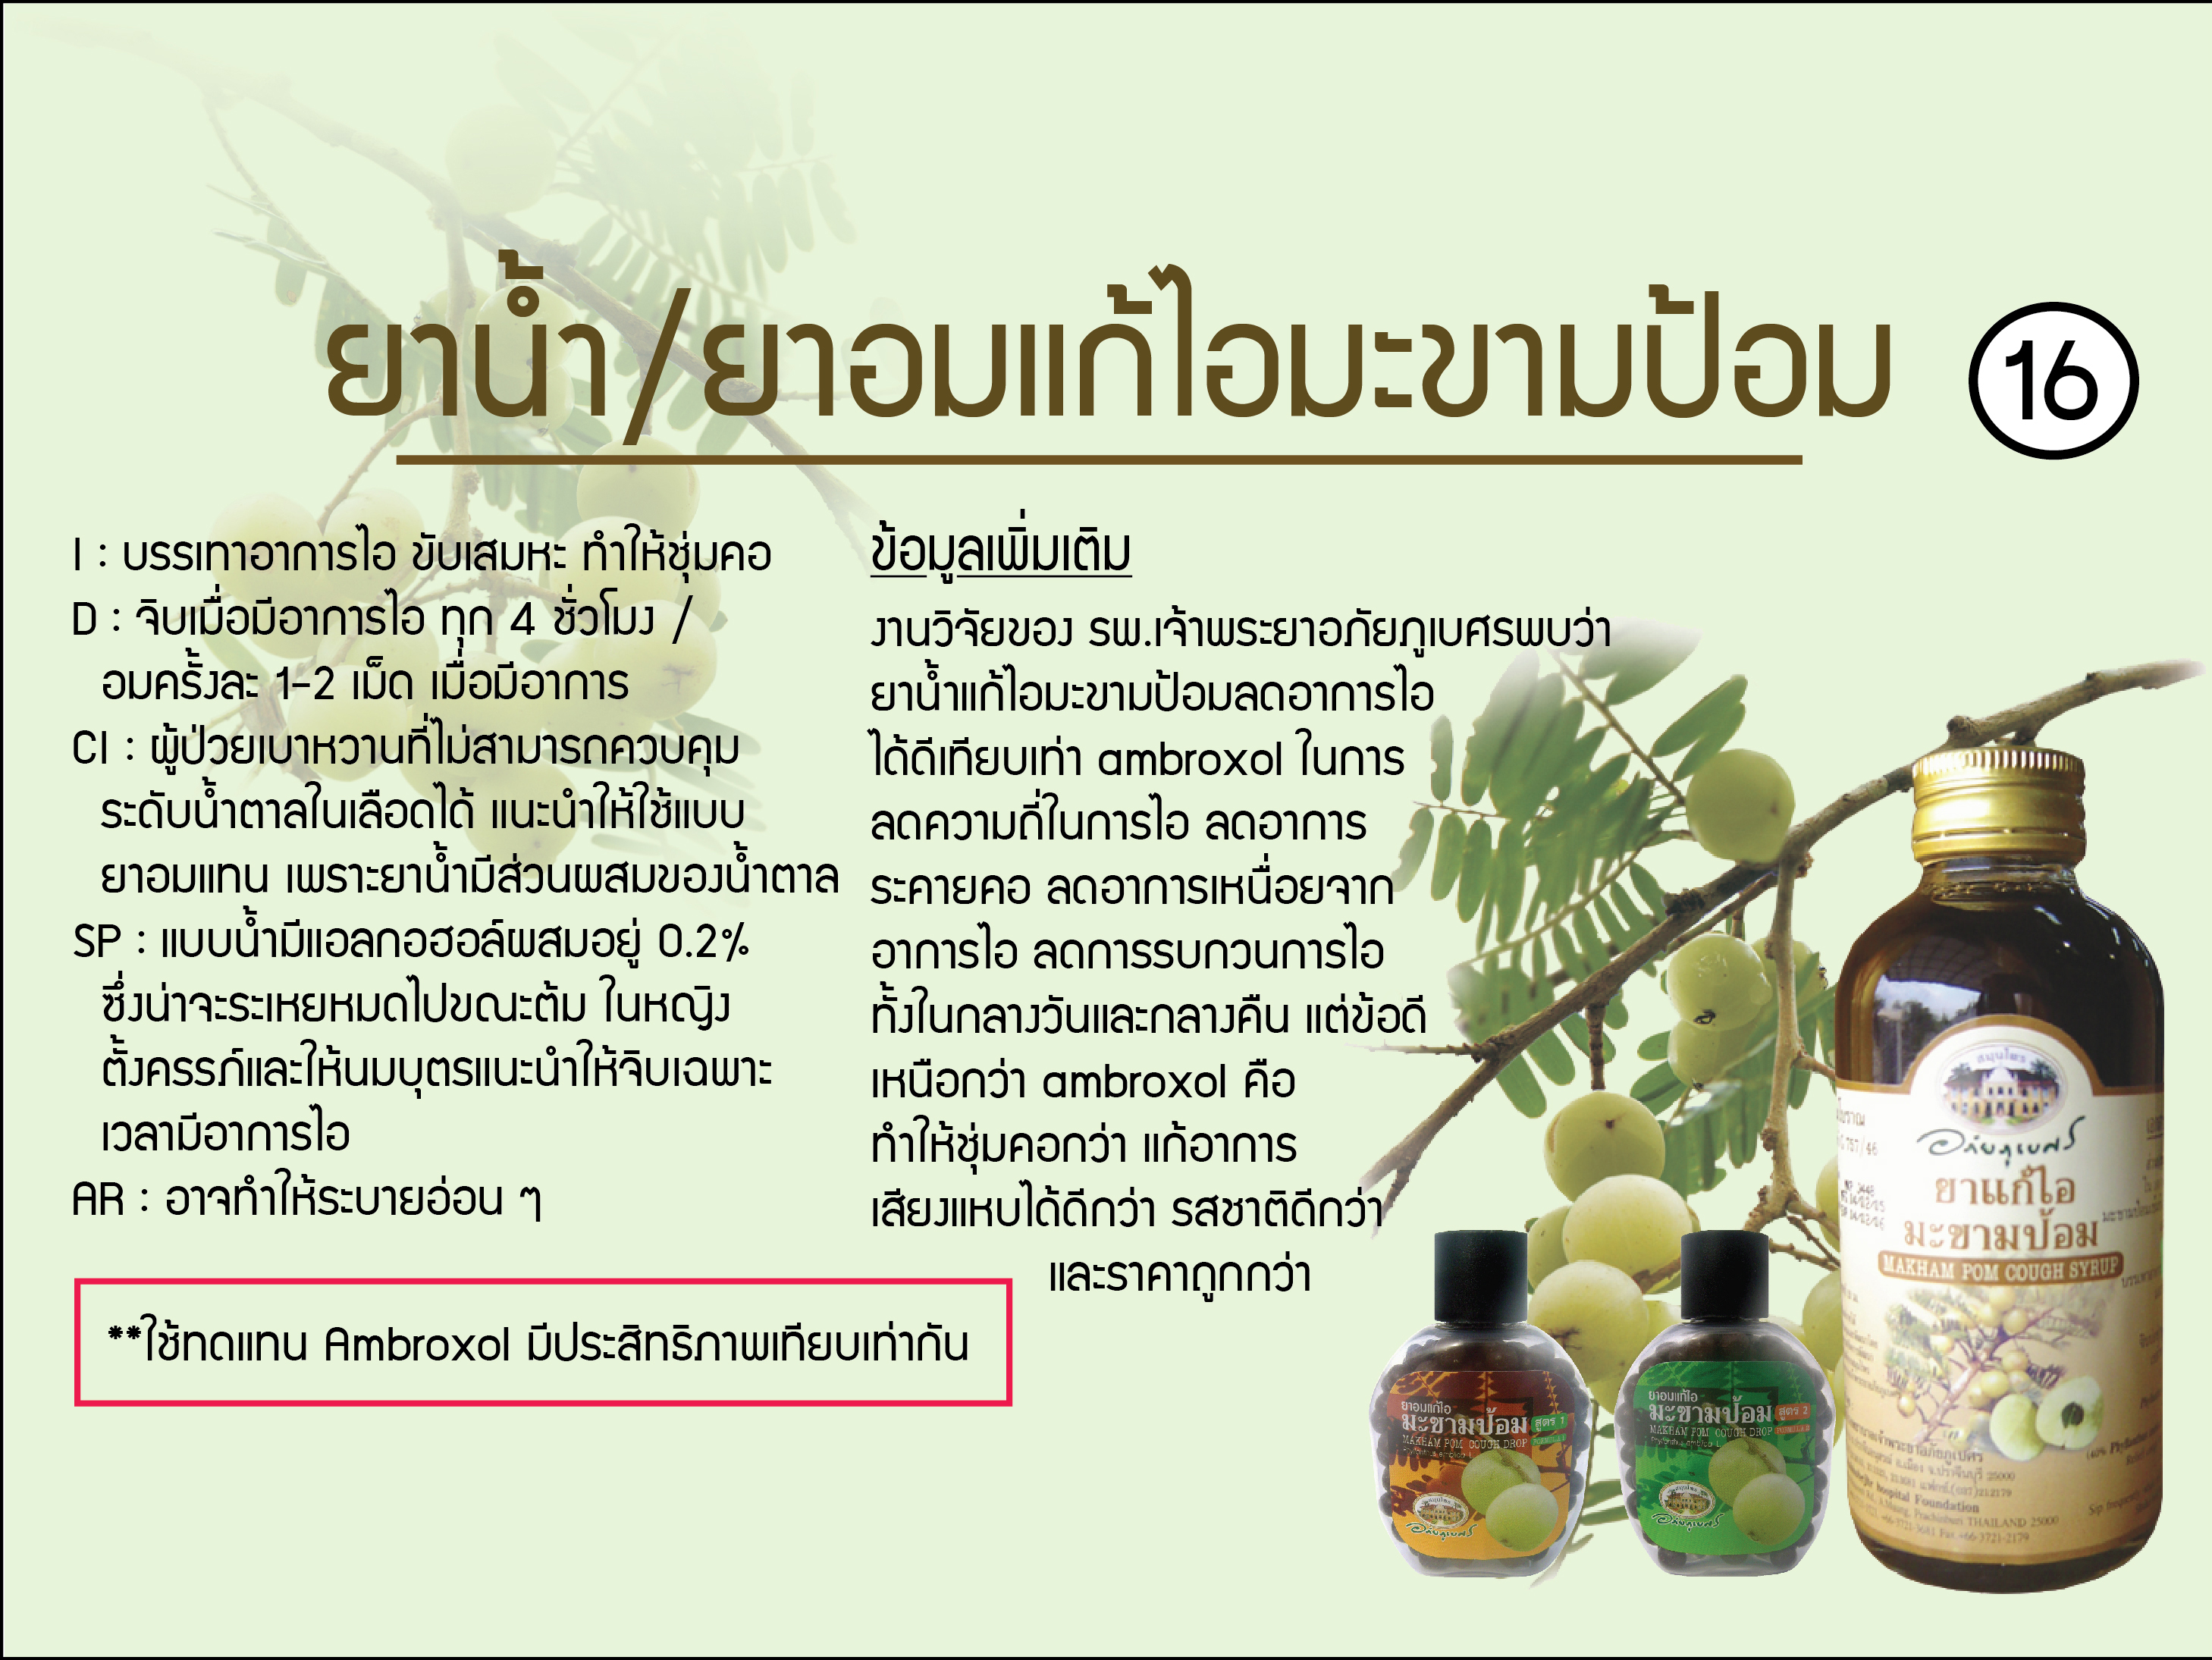 ยาน้ำ/ยาอมแก้ไอมะขามป้อม
16
I : บรรเทาอาการไอ ขับเสมหะ ทำให้ชุ่มคอ
D : จิบเมื่อมีอาการไอ ทุก 4 ชั่วโมง /
อมครั้งละ 1-2 เม็ด เมื่อมีอาการ
CI : ผู้ป่วยเบาหวานที่ไม่สามารถควบคุม
ระดับน้ำตาลในเลือดได้ แนะนำให้ใช้แบบ
ยาอมแทน เพราะยาน้ำมีส่วนผสมของน้ำตาล
SP : แบบน้ำมีแอลกอฮอล์ผสมอยู่ 0.2%
ซึ่งน่าจะระเหยหมดไปขณะต้ม ในหญิง
ตั้งครรภ์และให้นมบุตรแนะนำให้จิบเฉพาะ
เวลามีอาการไอ
AR : อาจทำให้ระบายอ่อน ๆ
**ใช้ทดแทน Ambroxol มีประสิทธิภาพเทียบเท่ากัน
ข้อมูลเพิ่มเติม
งานวิจัยของ รพ.เจ้าพระยาอภัยภูเบศรพบว่า
ยาน้ำแก้ไอมะขามป้อมลดอาการไอ
ได้ดีเทียบเท่า ambroxol ในการ
ลดความถี่ในการไอ ลดอาการ
ระคายคอ ลดอาการเหนื่อยจาก
อาการไอ ลดการรบกวนการไอ
ทั้งในกลางวันและกลางคืน แต่ข้อดี
เหนือกว่า ambroxol คือ
ทำให้ชุ่มคอกว่า แก้อาการ
เสียงแหบได้ดีกว่า รสชาติดีกว่า
และราคาถูกกว่า
สมุนไพร
อภัยภูเบศร
ยาแก้ไอ
มะขามป้อม
MAKHAM POM COUGH SYRUP
ยาอมแก้ไอ
มะขามป้อม สูตร 1
MAKHAM POM COUGH DROP
อภัยภูเบศร
ยาอมแก้ไอ
มะขามป้อม สูตร 2
MAKHAM POM COUGH DROP
อภัยภูเบศร